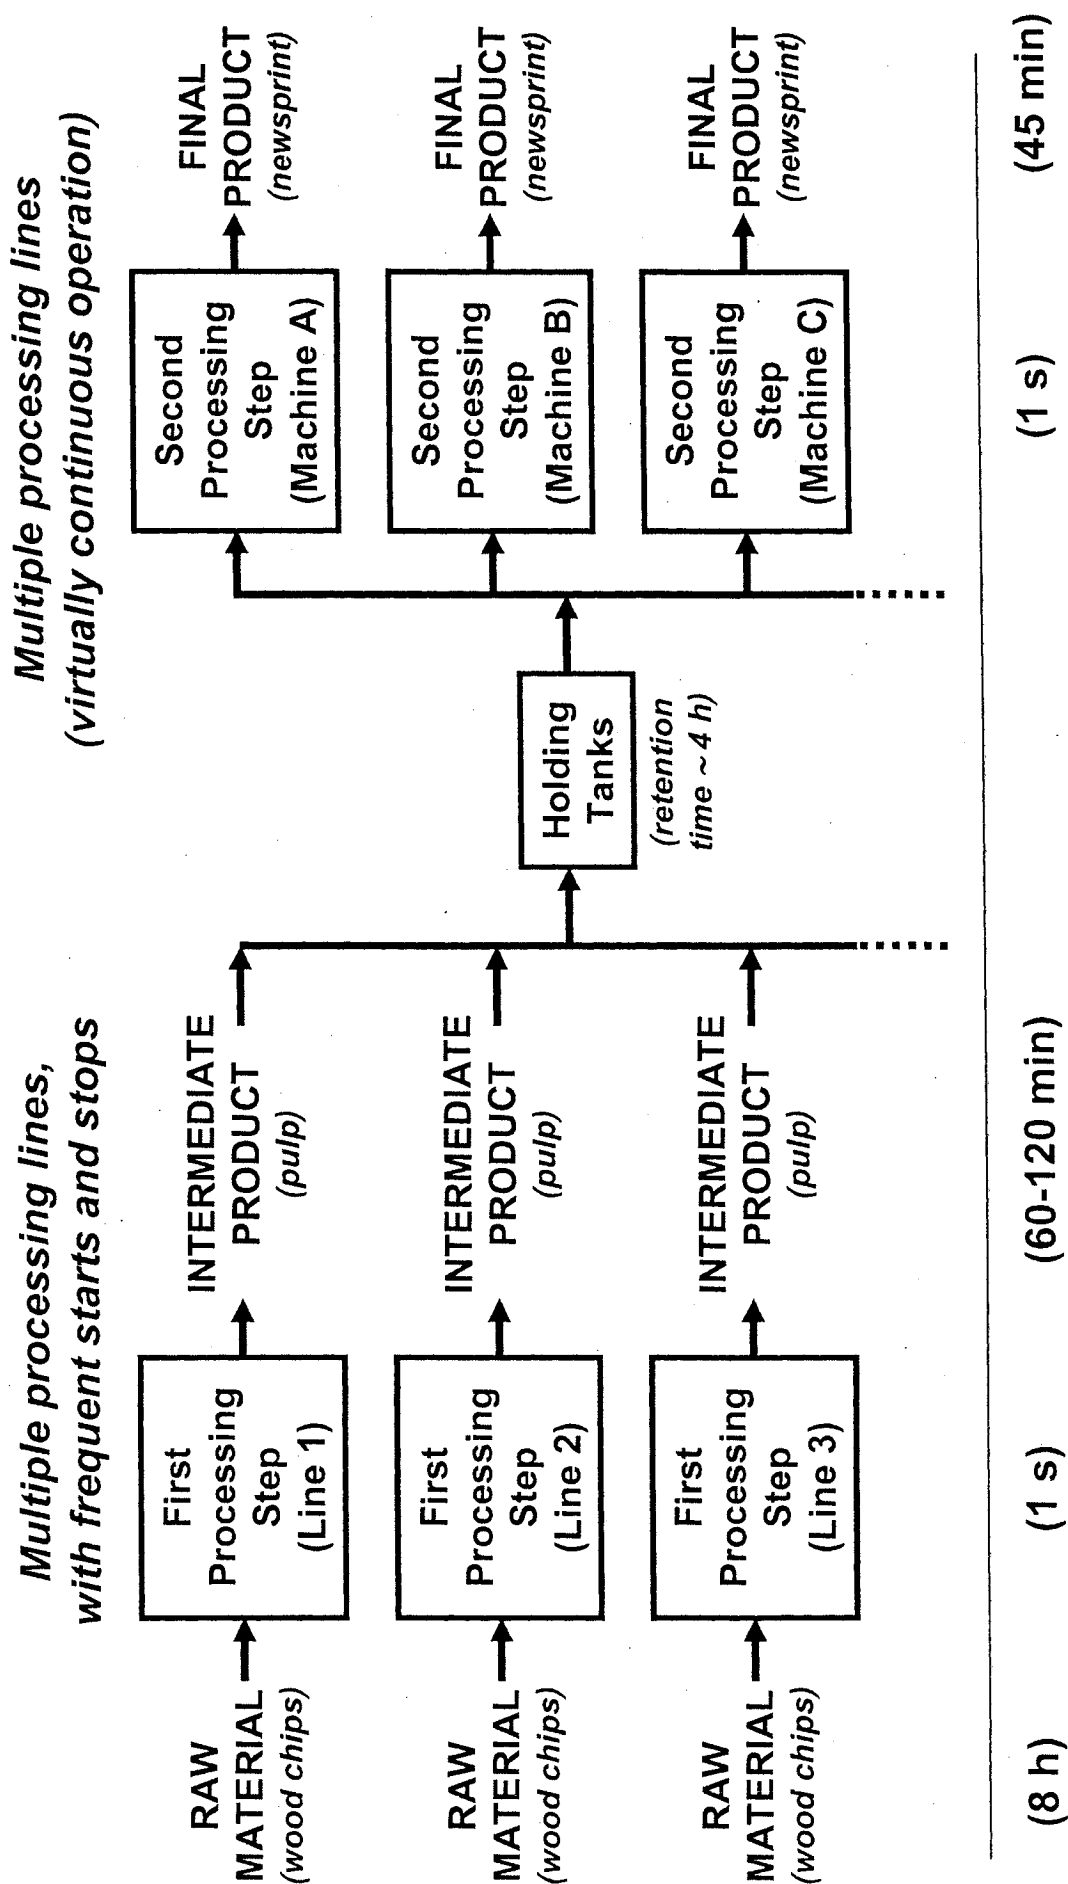 Multiple processing lines,
with frequent starts and stops
Multiple processing lines
(virtually continuous operation)
RAW
MATERIAL
(wood chips)
First
Processing
Step
(Line 1)
INTERMEDIATE
PRODUCT
(pulp)
Second
Processing
Step
(Machine A)
FINAL
PRODUCT
(newsprint)
RAW
MATERIAL
(wood chips)
First
Processing
Step
(Line 2)
INTERMEDIATE
PRODUCT
(pulp)
Holding
Tanks
(retention
time ~ 4 h)
Second
Processing
Step
(Machine B)
FINAL
PRODUCT
(newsprint)
RAW
MATERIAL
(wood chips)
First
Processing
Step
(Line 3)
INTERMEDIATE
PRODUCT
(pulp)
Second
Processing
Step
(Machine C)
FINAL
PRODUCT
(newsprint)
(8 h)
(1 s)
(60-120 min)
(1 s)
(45 min)